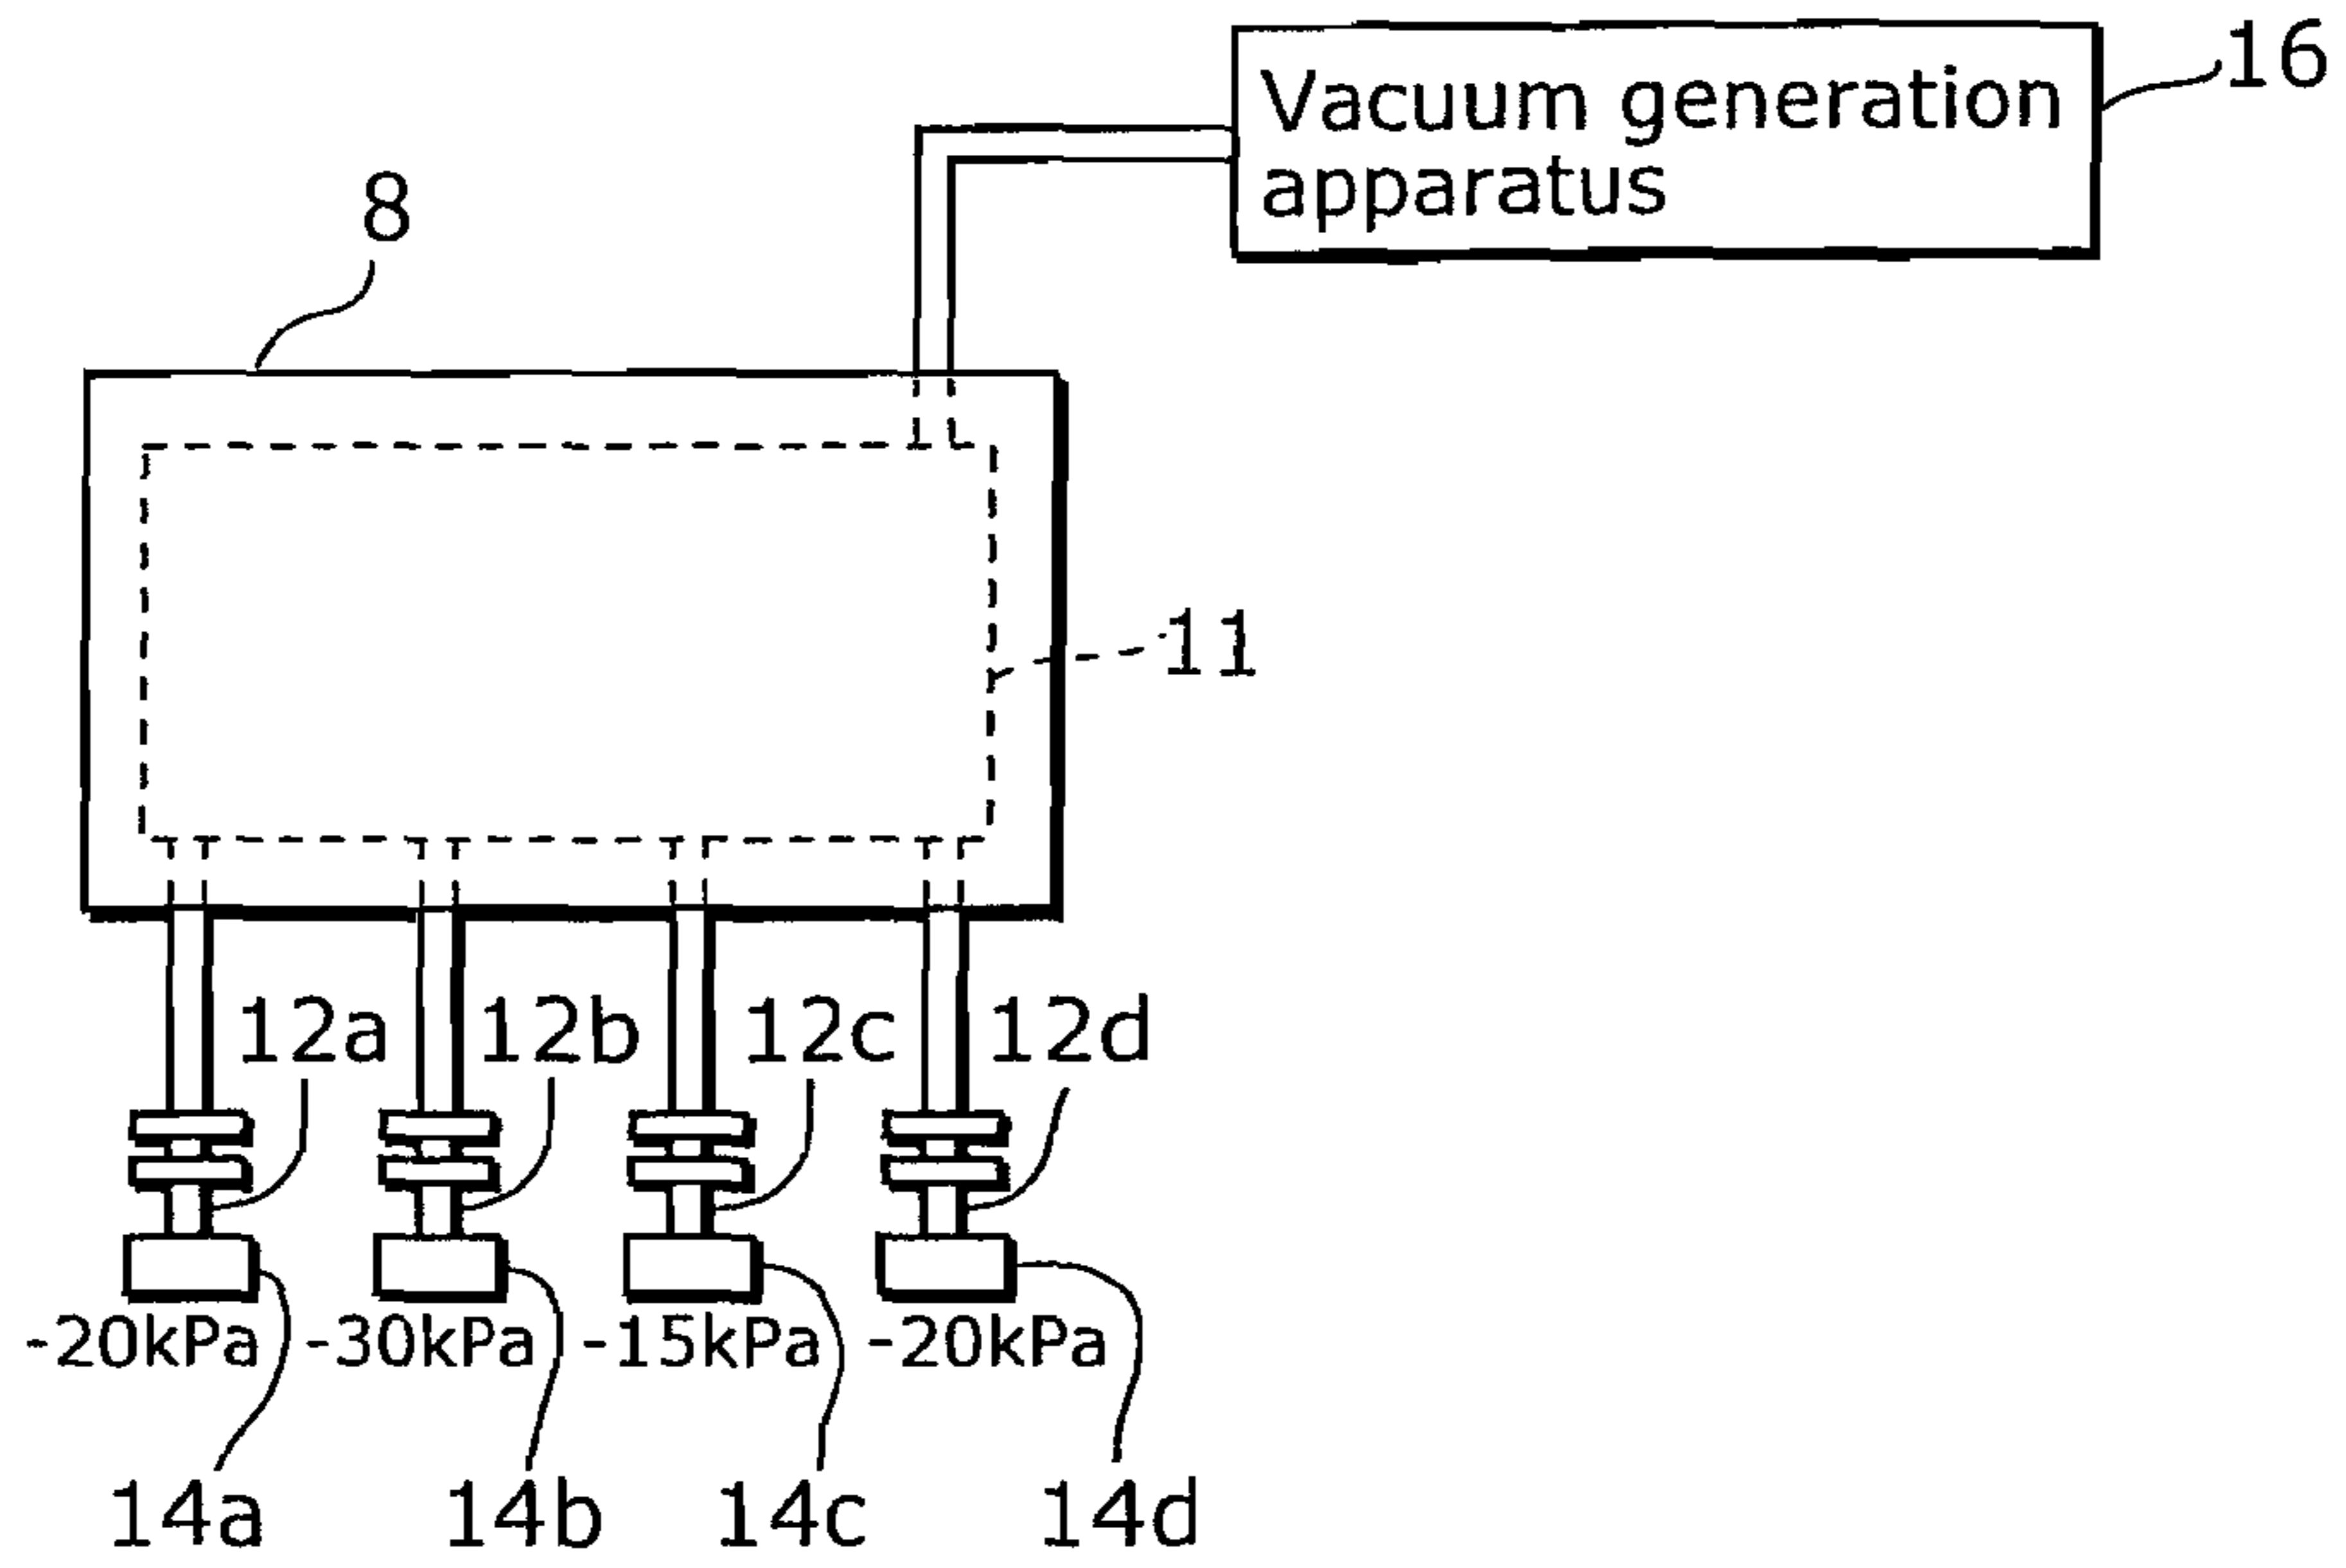 16
Vacuum generation
apparatus
8
11
12a 12b 12c 12d
-20kPa -30kPa -15kPa -20kPa
14a 14b 14c 14d